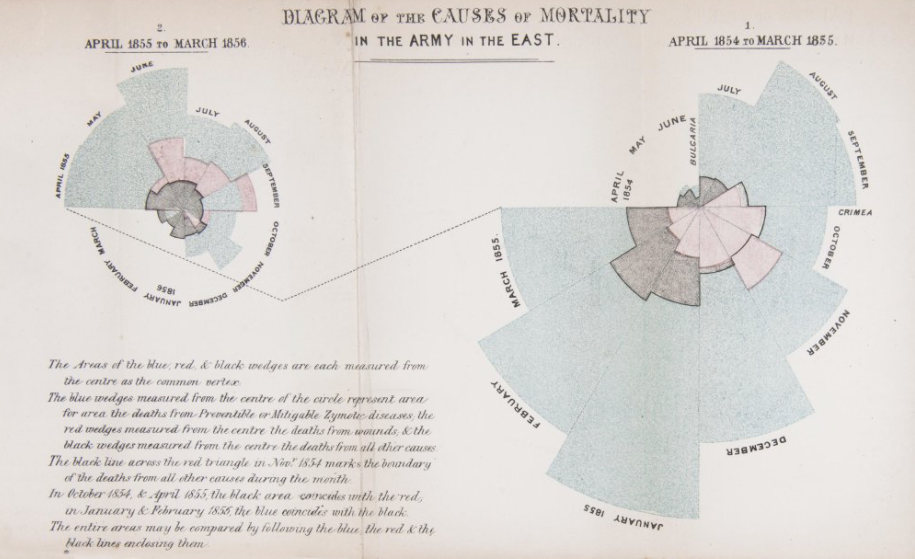 DIAGRAM OF THE CAUSES OF MORTALITY
IN THE ARMY IN THE EAST.
2.
APRIL 1855 TO MARCH 1856.
1.
APRIL 1854 TO MARCH 1855.
APRIL 1855
MAY
JUNE
JULY
AUGUST
SEPTEMBER
OCTOBER
NOVEMBER
DECEMBER
JANUARY
1856
FEBRUARY
MARCH
APRIL
1854
MAY
JUNE
BULGARIA
JULY
AUGUST
SEPTEMBER
CRIMEA
OCTOBER
NOVEMBER
DECEMBER
JANUARY 1855
FEBRUARY
MARCH 1855.
The Areas of the blue, red, & black wedges are each measured from
the centre as the common vertex.
The blue wedges measured from the centre of the circle represent area
for area the deaths from Preventible or Mitigable Zymotic diseases, the
red wedges measured from the centre the deaths from wounds, & the
black wedges measured from the centre the deaths from all other causes.
The black line across the red triangle in Novr. 1854 marks the boundary
of the deaths from all other causes during the month.
In October 1854, & April 1855, the black area coincides with the red,
in January & February 1856, the blue coincides with the black.
The entire areas may be compared by following the blue, the red & the
black lines enclosing them.